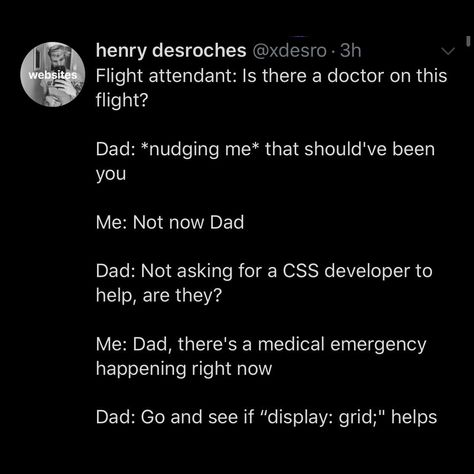 henry desroches @xdesro · 3h
websites
Flight attendant: Is there a doctor on this
flight?
Dad: *nudging me* that should've been
you
Me: Not now Dad
Dad: Not asking for a CSS developer to
help, are they?
Me: Dad, there's a medical emergency
happening right now
Dad: Go and see if “display: grid;" helps